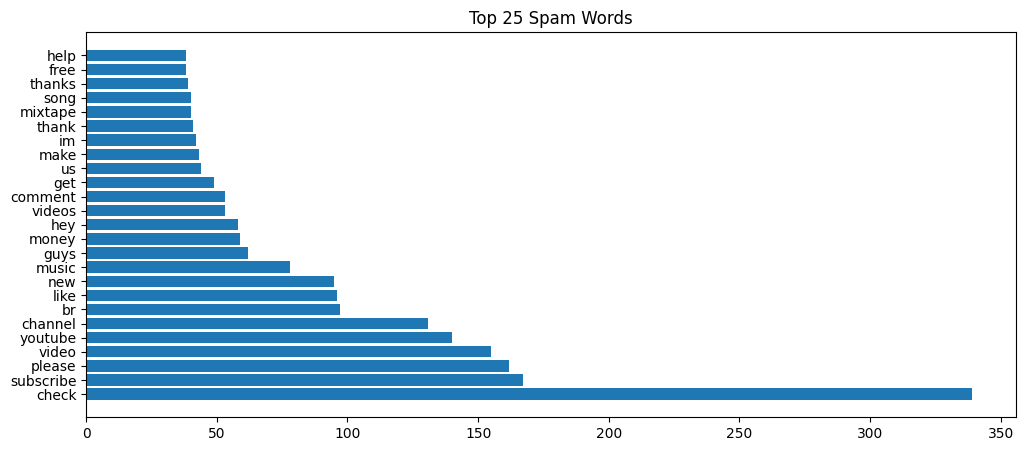 Top 25 Spam Words
help
free
thanks
song
mixtape
thank
im
make
us
get
comment
videos
hey
money
guys
music
new
like
br
channel
youtube
video
please
subscribe
check
0 50 100 150 200 250 300 350